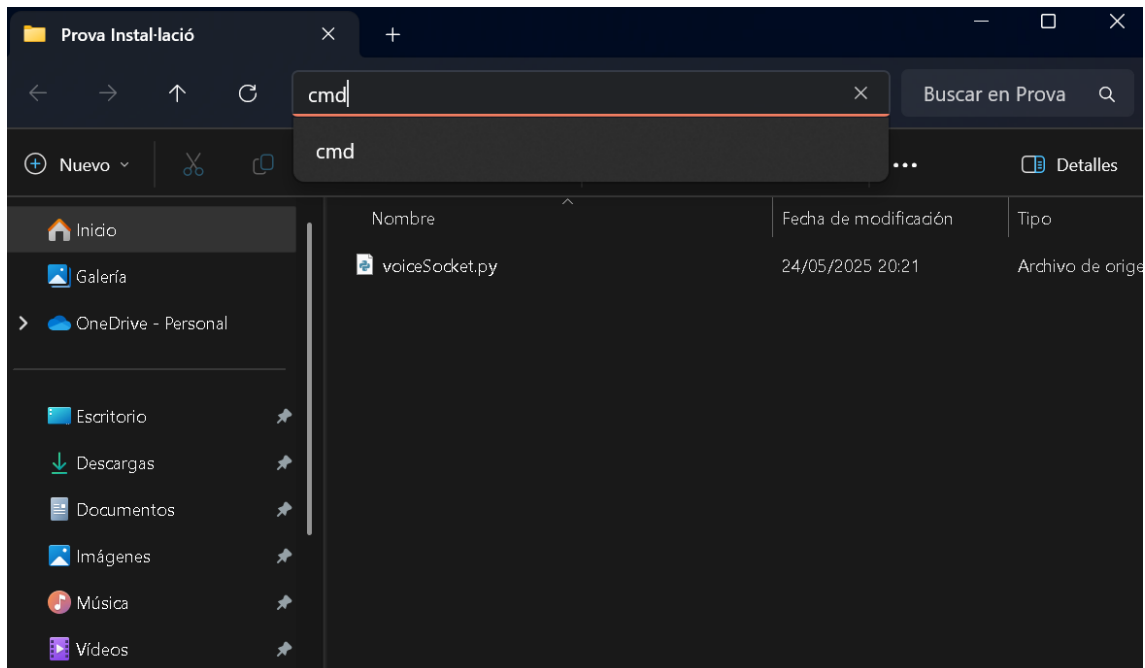 Prova Instal·lació
cmd
Buscar en Prova
cmd
Nuevo
Detalles
Inicio
Galería
OneDrive - Personal
Escritorio
Descargas
Documentos
Imágenes
Música
Vídeos
Nombre
Fecha de modificación
Tipo
voiceSocket.py
24/05/2025 20:21
Archivo de orige